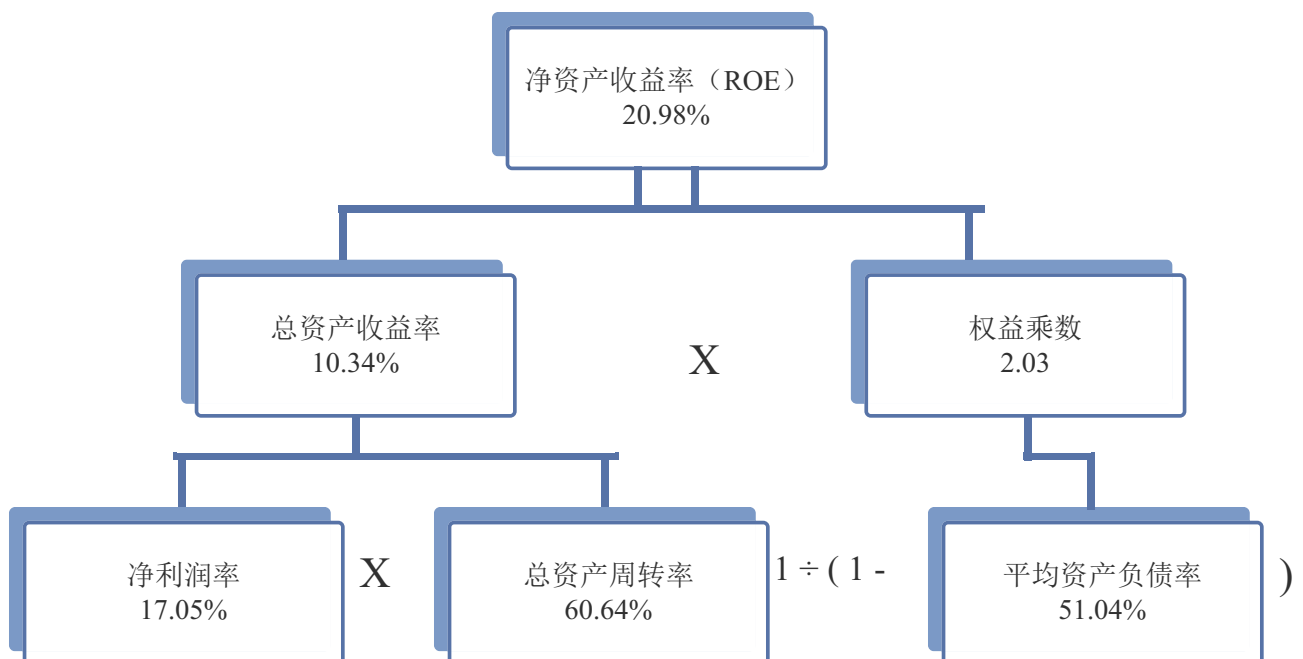 净资产收益率（ROE）
20.98%
总资产收益率
10.34%
X
权益乘数
2.03
净利润率
17.05%
X
总资产周转率
60.64%
1 ÷ ( 1 -
平均资产负债率
51.04%
)